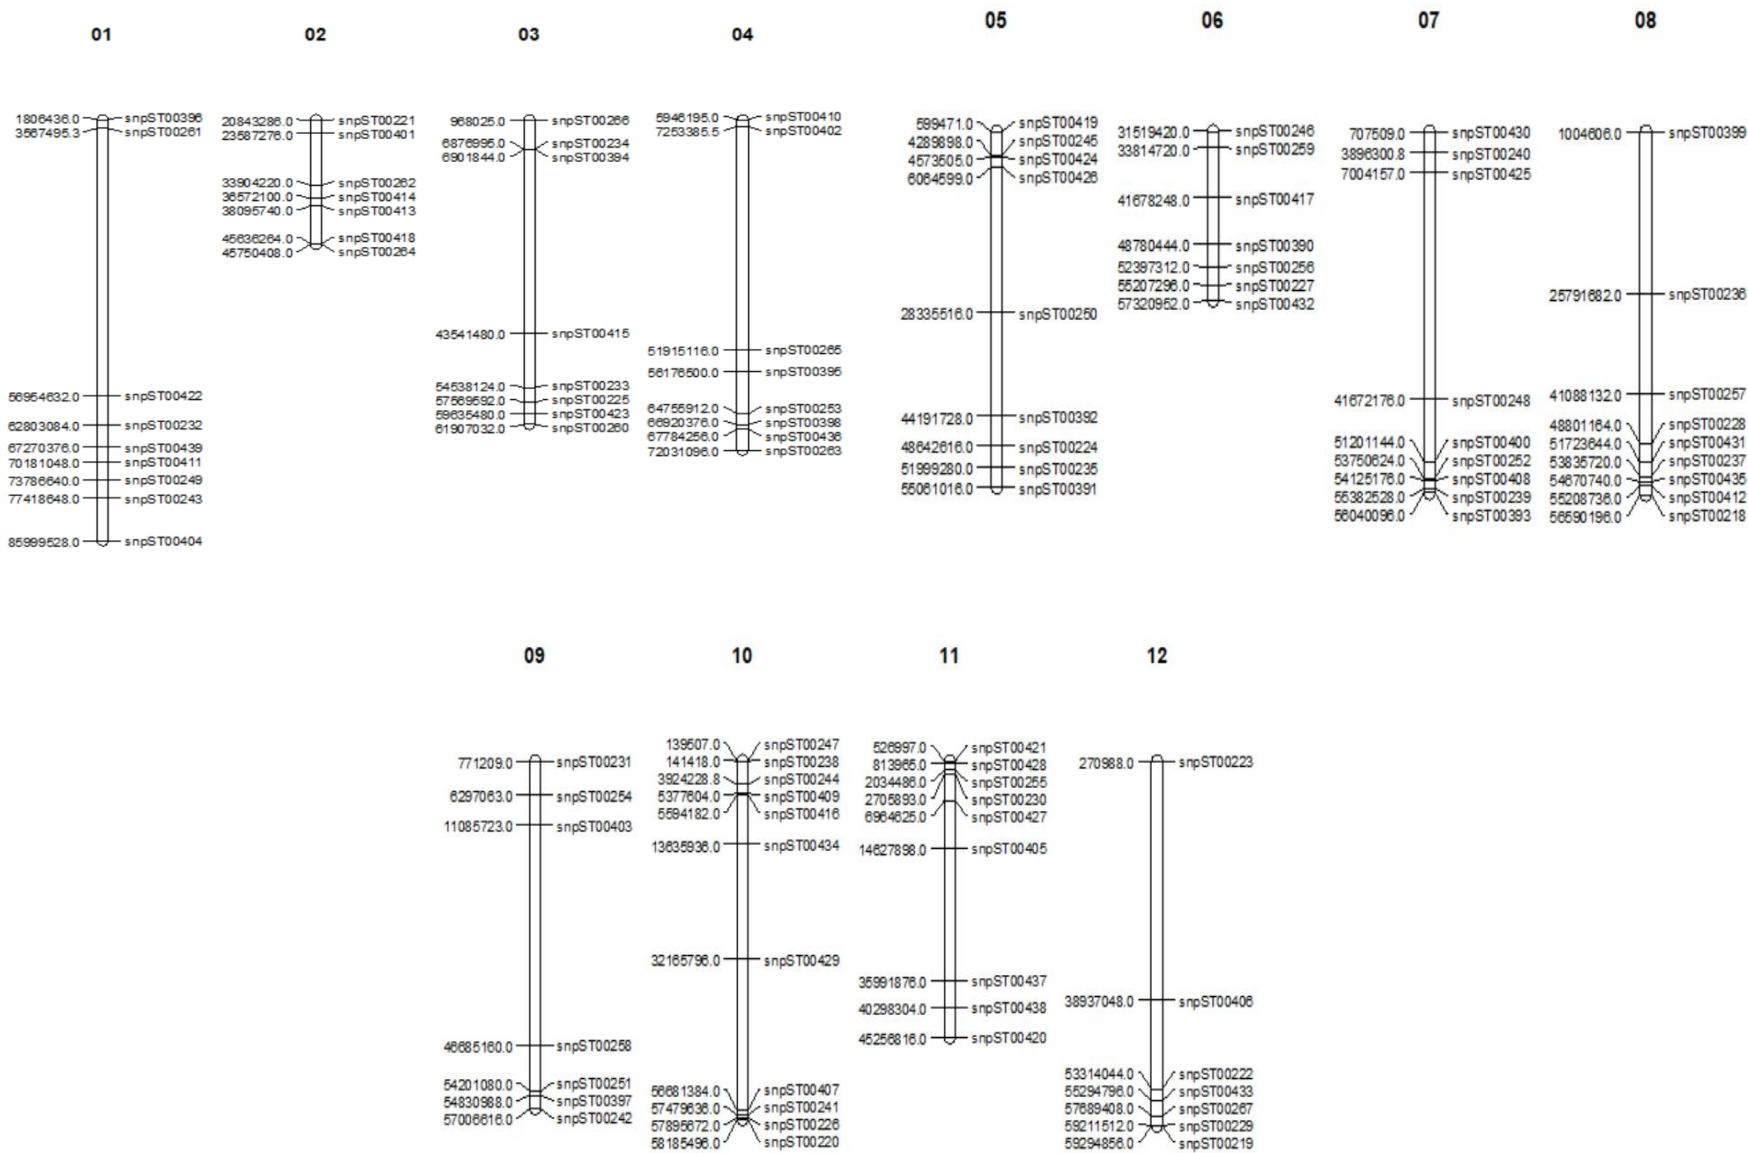 01
1806436.0 snpST00396
3567495.3 snpST00261
56954632.0 snpST00422
62803084.0 snpST00232
67270376.0 snpST00439
70181048.0 snpST00411
73786640.0 snpST00249
77418648.0 snpST00243
85999528.0 snpST00404
02
20843286.0 snpST00221
23587276.0 snpST00401
33904220.0 snpST00262
36572100.0 snpST00414
38095740.0 snpST00413
45636264.0 snpST00418
45750408.0 snpST00264
03
968025.0 snpST00266
6876995.0 snpST00234
6901844.0 snpST00394
43541480.0 snpST00415
54538124.0 snpST00233
57569592.0 snpST00225
59635480.0 snpST00423
61907032.0 snpST00260
04
5946195.0 snpST00410
7253385.5 snpST00402
51915116.0 snpST00265
56176500.0 snpST00395
64755912.0 snpST00253
66920376.0 snpST00398
67784256.0 snpST00436
72031096.0 snpST00263
05
599471.0 snpST00419
4289898.0 snpST00245
4573505.0 snpST00424
6064599.0 snpST00426
28335516.0 snpST00250
44191728.0 snpST00392
48642616.0 snpST00224
51999280.0 snpST00235
55061016.0 snpST00391
06
31519420.0 snpST00246
33814720.0 snpST00259
41678248.0 snpST00417
48780444.0 snpST00390
52397312.0 snpST00256
55207296.0 snpST00227
57320952.0 snpST00432
07
707509.0 snpST00430
3896300.8 snpST00240
7004157.0 snpST00425
41672176.0 snpST00248
51201144.0 snpST00400
53750624.0 snpST00252
54125176.0 snpST00408
55382528.0 snpST00239
56040096.0 snpST00393
08
1004606.0 snpST00399
25791682.0 snpST00236
41088132.0 snpST00257
48801164.0 snpST00228
51723644.0 snpST00431
53835720.0 snpST00237
54670740.0 snpST00435
55208736.0 snpST00412
56590196.0 snpST00218
09
771209.0 snpST00231
6297063.0 snpST00254
11085723.0 snpST00403
46685160.0 snpST00258
54201080.0 snpST00251
54830988.0 snpST00397
57006616.0 snpST00242
10
139507.0 snpST00247
141418.0 snpST00238
3924228.8 snpST00244
5377604.0 snpST00409
5594182.0 snpST00416
13635936.0 snpST00434
32165796.0 snpST00429
56681384.0 snpST00407
57479636.0 snpST00241
57895672.0 snpST00226
58185496.0 snpST00220
11
526997.0 snpST00421
813965.0 snpST00428
2034486.0 snpST00255
2705893.0 snpST00230
6964625.0 snpST00427
14627898.0 snpST00405
35991876.0 snpST00437
40298304.0 snpST00438
45256816.0 snpST00420
12
270988.0 snpST00223
38937048.0 snpST00406
53314044.0 snpST00222
55294796.0 snpST00433
57689408.0 snpST00267
59211512.0 snpST00229
59294856.0 snpST00219